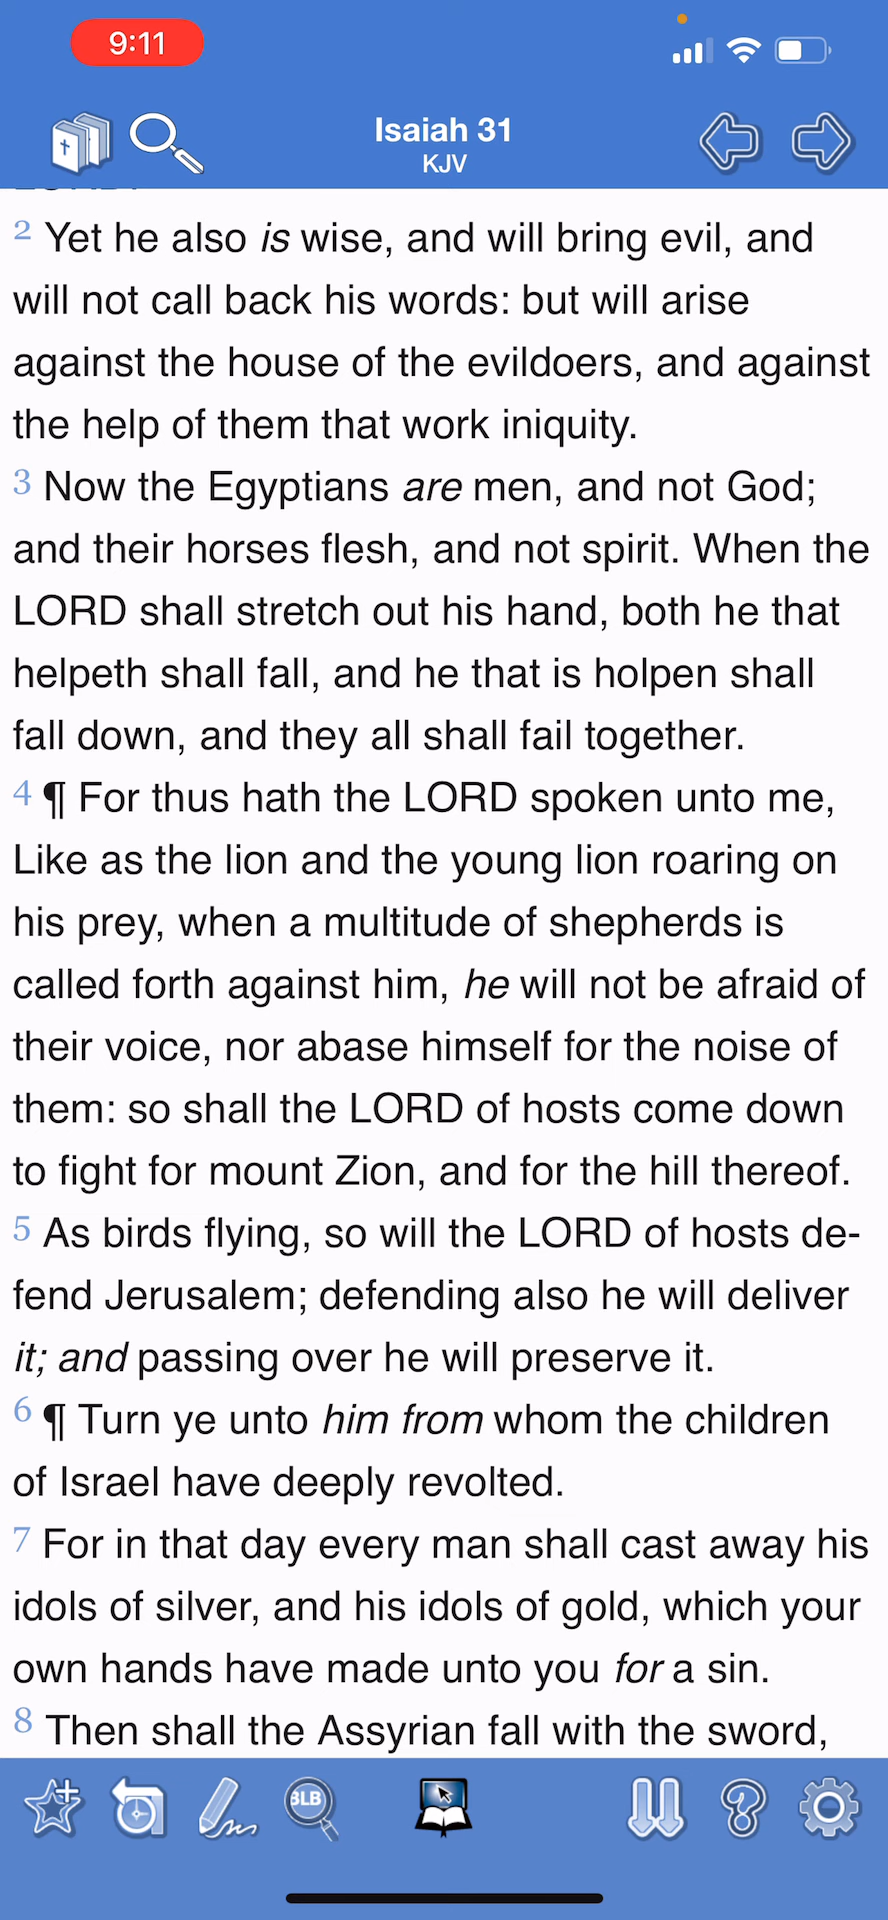 9:11
Isaiah 31
KJV
2 Yet he also is wise, and will bring evil, and
will not call back his words: but will arise
against the house of the evildoers, and against
the help of them that work iniquity.
3 Now the Egyptians are men, and not God;
and their horses flesh, and not spirit. When the
LORD shall stretch out his hand, both he that
helpeth shall fall, and he that is holpen shall
fall down, and they all shall fail together.
4 ¶ For thus hath the LORD spoken unto me,
Like as the lion and the young lion roaring on
his prey, when a multitude of shepherds is
called forth against him, he will not be afraid of
their voice, nor abase himself for the noise of
them: so shall the LORD of hosts come down
to fight for mount Zion, and for the hill thereof.
5 As birds flying, so will the LORD of hosts de-
fend Jerusalem; defending also he will deliver
it; and passing over he will preserve it.
6 ¶ Turn ye unto him from whom the children
of Israel have deeply revolted.
7 For in that day every man shall cast away his
idols of silver, and his idols of gold, which your
own hands have made unto you for a sin.
8 Then shall the Assyrian fall with the sword,
BLB